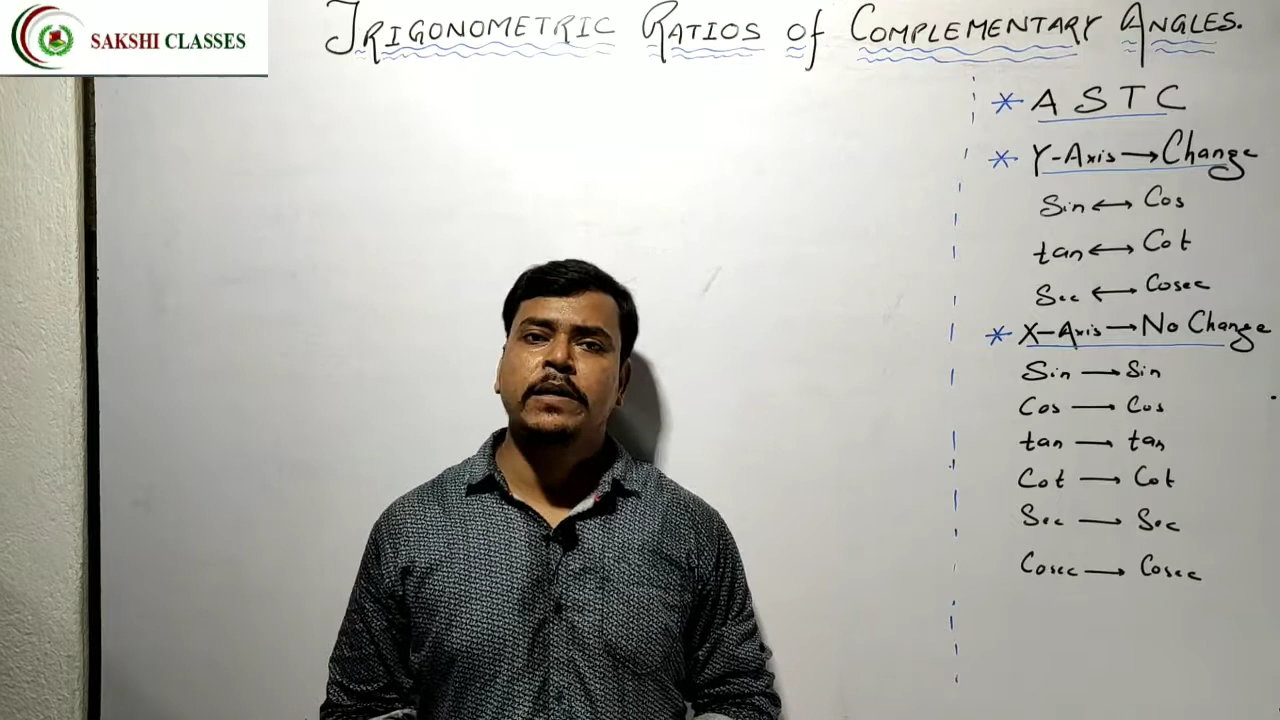 SAKSHI CLASSES
TRIGONOMETRIC RATIOS of COMPLEMENTARY ANGLES.
* A S T C
* Y-Axis → Change
Sin ↔ Cos
tan ↔ Cot
Sec ↔ Cosec
* X-Axis → No Change
Sin → Sin
Cos → Cos
tan → tan
Cot → Cot
Sec → Sec
Cosec → Cosec